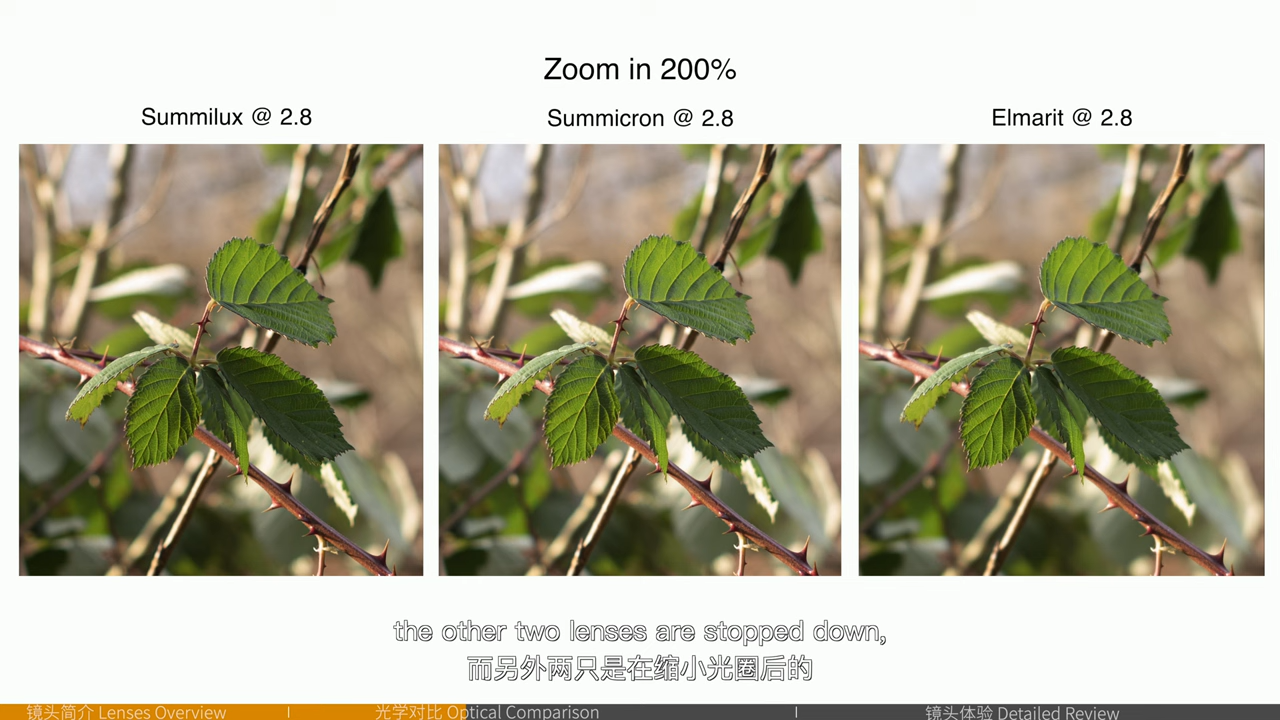 Zoom in 200%
Summilux @ 2.8
Summicron @ 2.8
Elmarit @ 2.8
the other two lenses are stopped down,
而另外两只是在缩小光圈后的
镜头简介 Lenses Overview
光学对比 Optical Comparison
镜头体验 Detailed Review